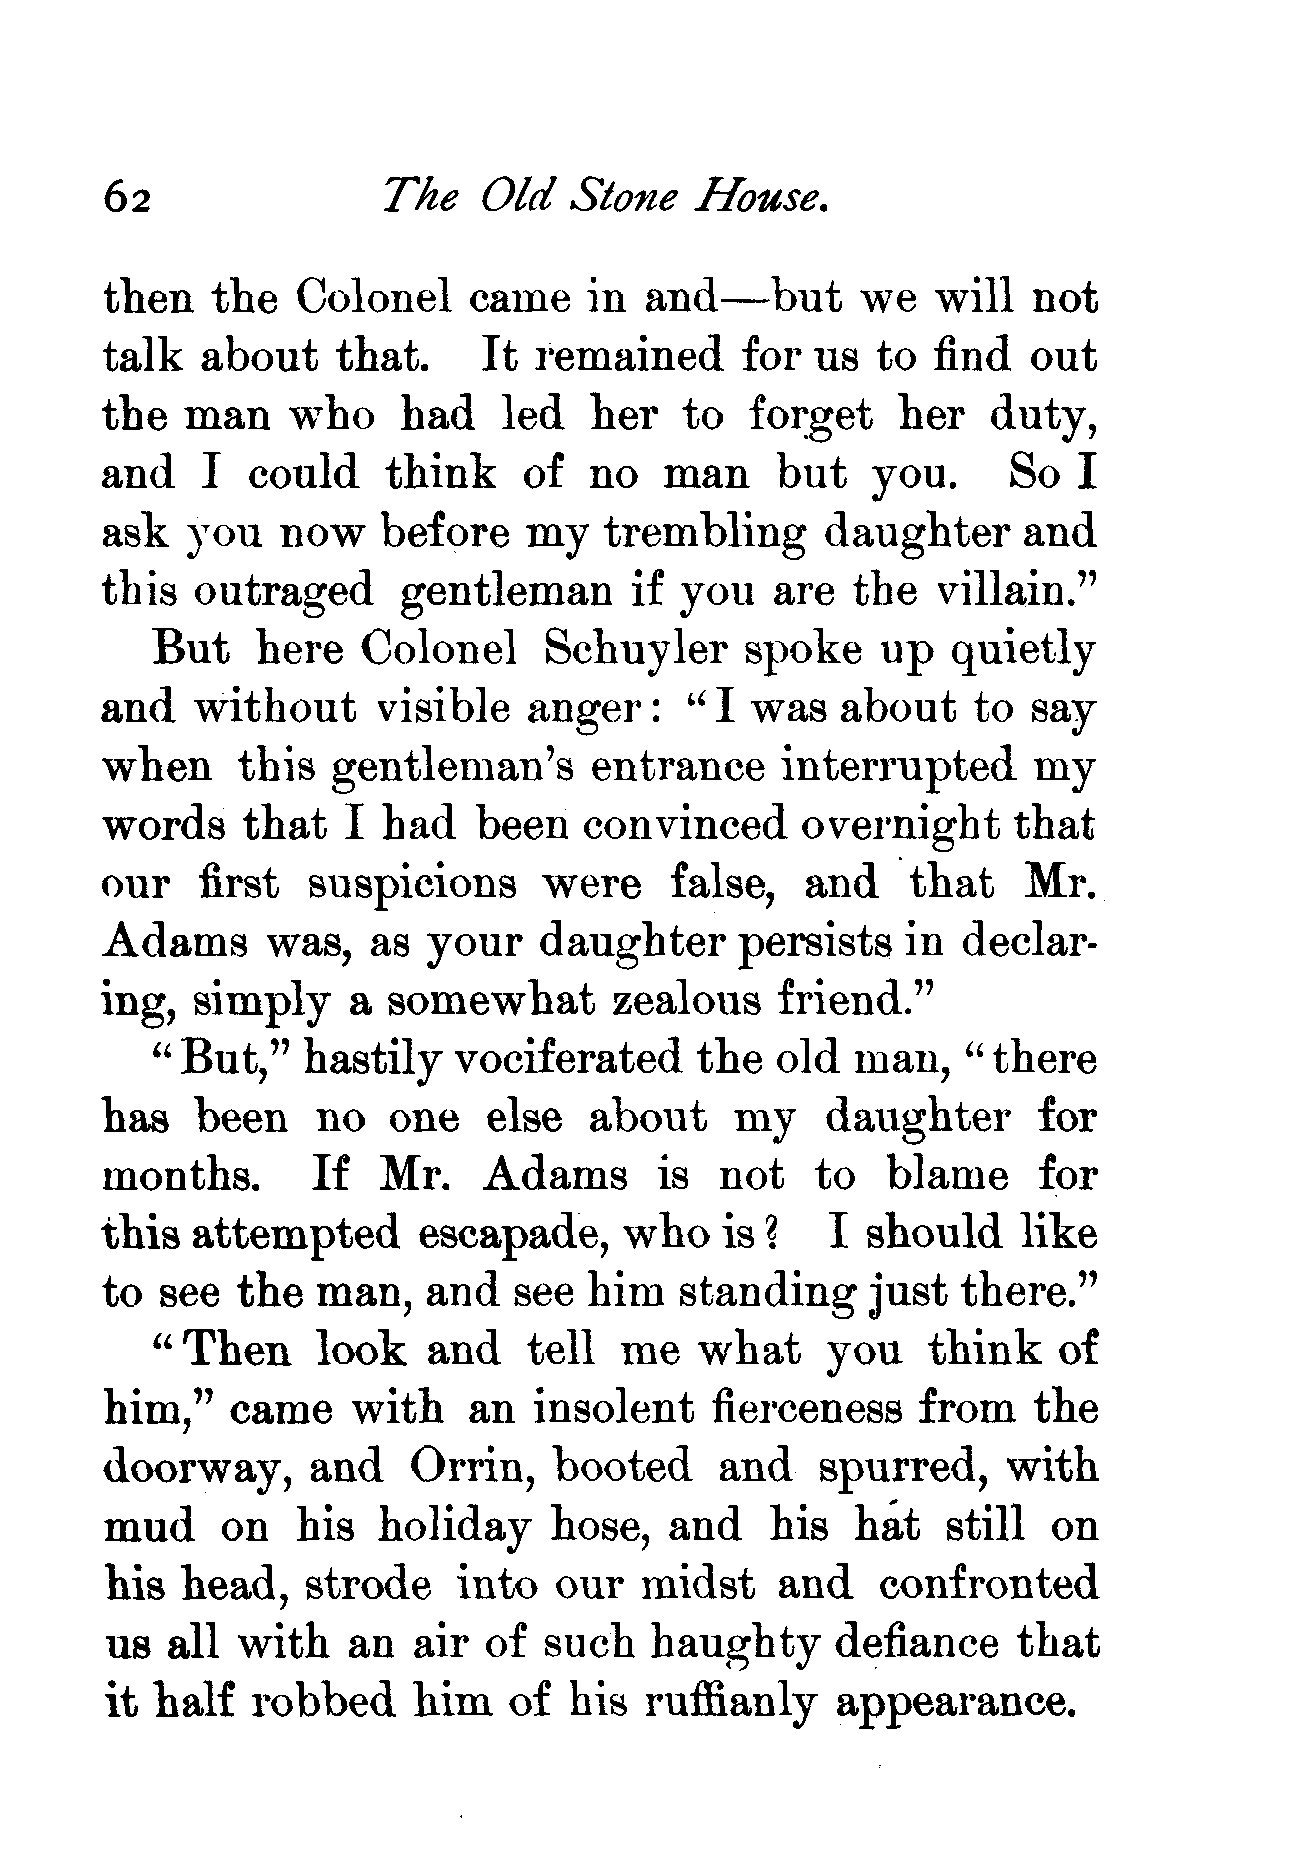 62 The Old Stone House.
then the Colonel came in and—but we will not
talk about that. It remained for us to find out
the man who had led her to forget her duty,
and I could think of no man but you. So I
ask you now before my trembling daughter and
this outraged gentleman if you are the villain.”
But here Colonel Schuyler spoke up quietly
and without visible anger: “I was about to say
when this gentleman’s entrance interrupted my
words that I had been convinced overnight that
our first suspicions were false, and that Mr.
Adams was, as your daughter persists in declar-
ing, simply a somewhat zealous friend.”
“But,” hastily vociferated the old man, “there
has been no one else about my daughter for
months. If Mr. Adams is not to blame for
this attempted escapade, who is? I should like
to see the man, and see him standing just there.”
“Then look and tell me what you think of
him,” came with an insolent fierceness from the
doorway, and Orrin, booted and spurred, with
mud on his holiday hose, and his hat still on
his head, strode into our midst and confronted
us all with an air of such haughty defiance that
it half robbed him of his ruffianly appearance.